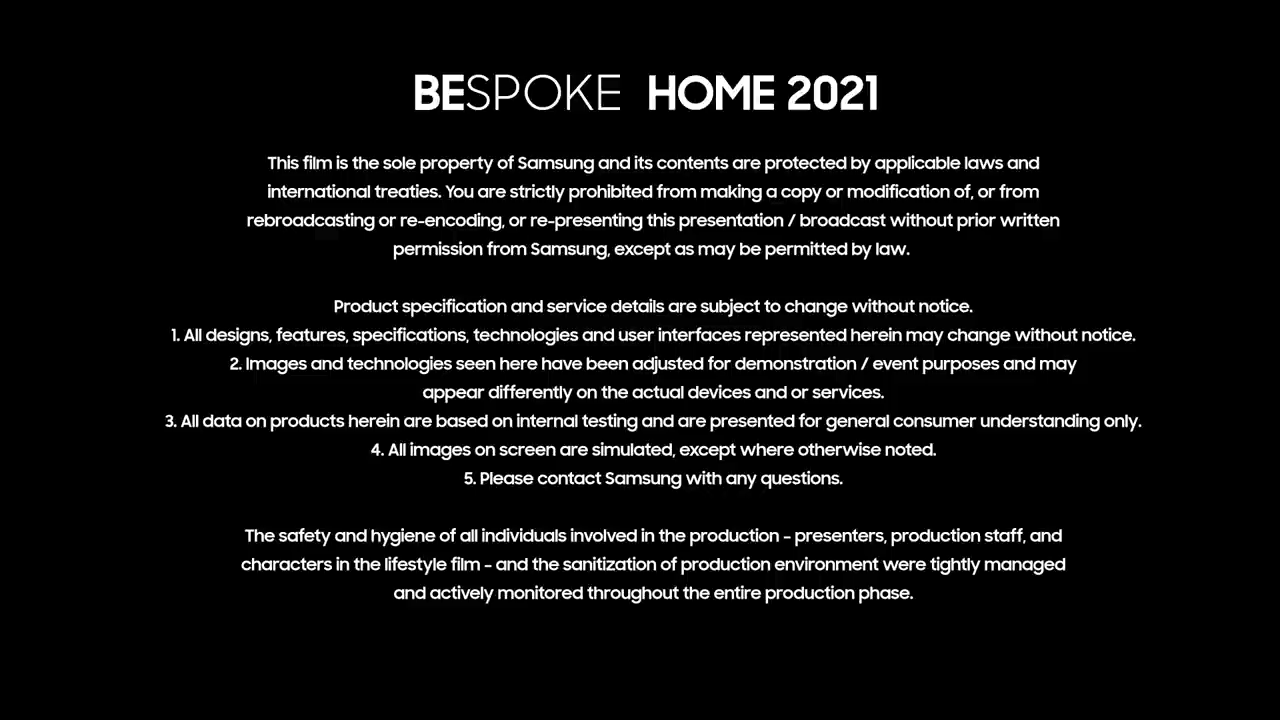 BESPOKE HOME 2021
This film is the sole property of Samsung and its contents are protected by applicable laws and
international treaties. You are strictly prohibited from making a copy or modification of, or from
rebroadcasting or re-encoding, or re-presenting this presentation / broadcast without prior written
permission from Samsung, except as may be permitted by law.
Product specification and service details are subject to change without notice.
1. All designs, features, specifications, technologies and user interfaces represented herein may change without notice.
2. Images and technologies seen here have been adjusted for demonstration / event purposes and may
appear differently on the actual devices and or services.
3. All data on products herein are based on internal testing and are presented for general consumer understanding only.
4. All images on screen are simulated, except where otherwise noted.
5. Please contact Samsung with any questions.
The safety and hygiene of all individuals involved in the production – presenters, production staff, and
characters in the lifestyle film – and the sanitization of production environment were tightly managed
and actively monitored throughout the entire production phase.